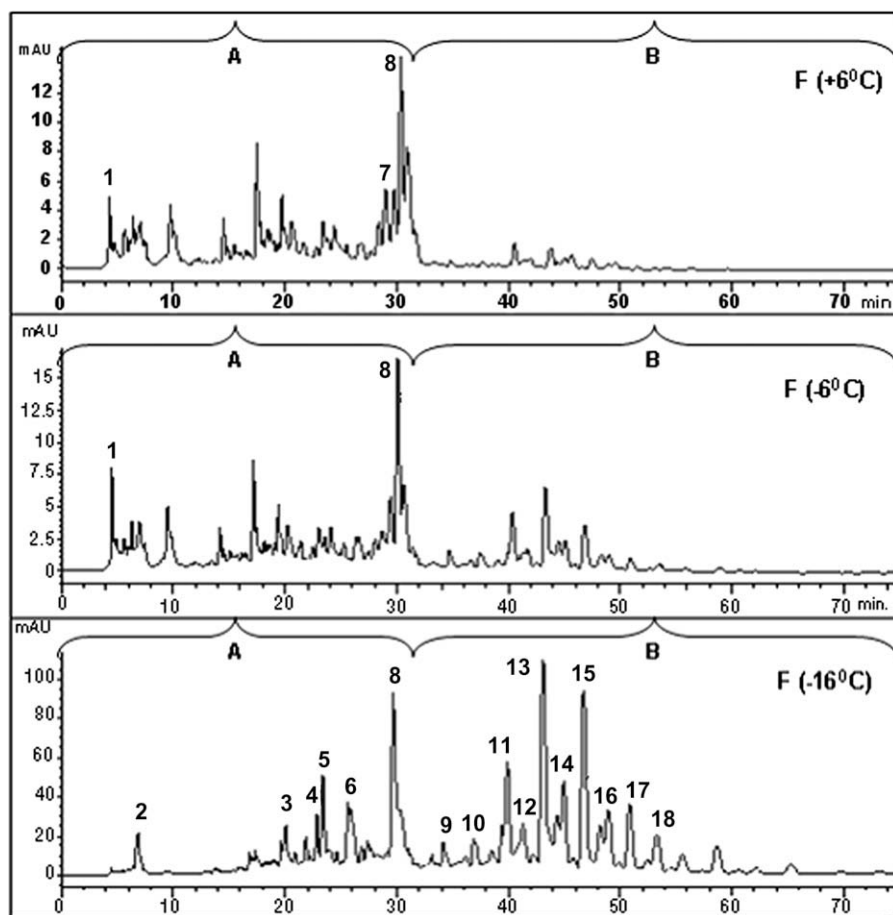 mAU
A
B
F (+6⁰C)
8
7
1
12
10
8
6
4
2
0
0 10 20 30 40 50 60 70 min
mAU
A
B
F (-6⁰C)
8
1
15
12.5
10
7.5
5
2.5
0
0 10 20 30 40 50 60 70 min.
mAU
A
B
F (-16⁰C)
13
15
8
11
5
14
4
6
16
17
2
3
12
18
9
10
100
80
60
40
20
0
0 10 20 30 40 50 60 70 min.